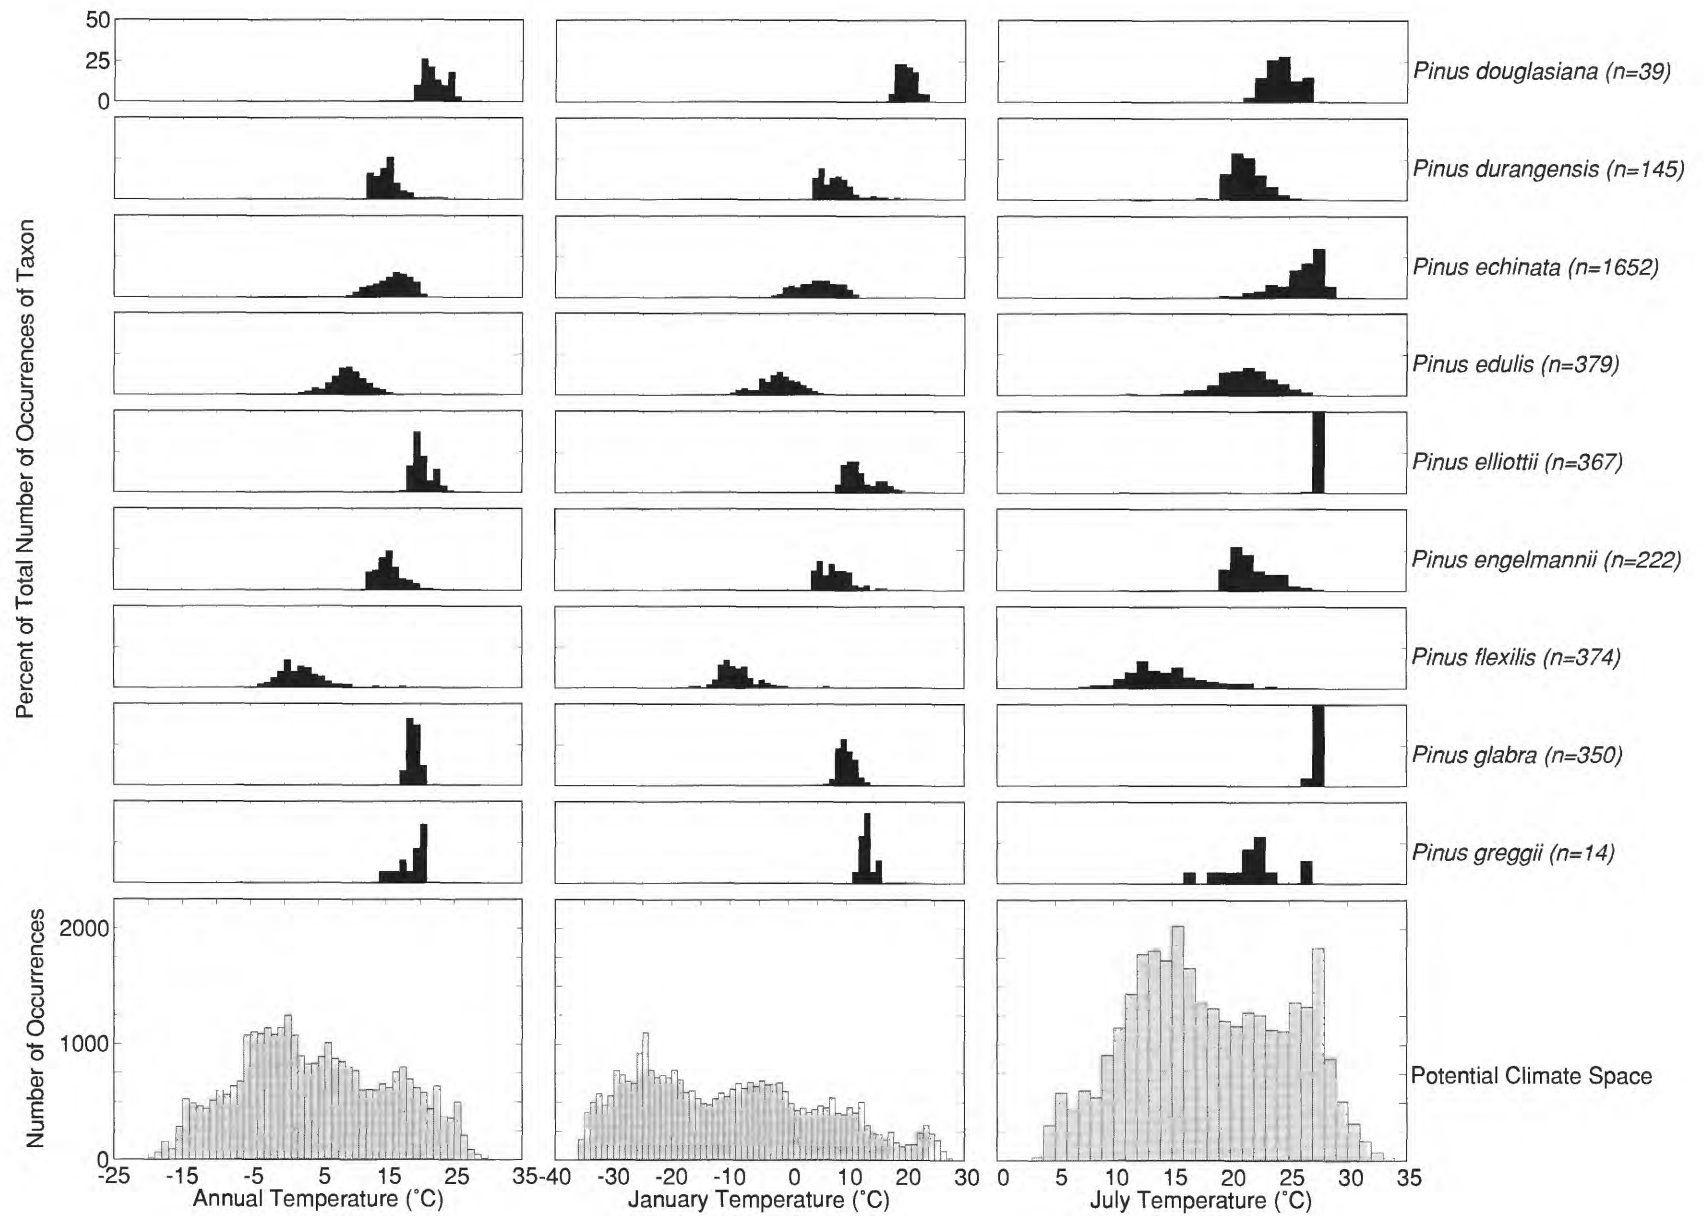 Percent of Total Number of Occurrences of Taxon
50
25
0
Pinus douglasiana (n=39)
Pinus durangensis (n=145)
Pinus echinata (n=1652)
Pinus edulis (n=379)
Pinus elliottii (n=367)
Pinus engelmannii (n=222)
Pinus flexilis (n=374)
Pinus glabra (n=350)
Pinus greggii (n=14)
Number of Occurrences
2000
1000
0
Potential Climate Space
-25 -15 -5 5 15 25 35
-40 -30 -20 -10 0 10 20 30
0 5 10 15 20 25 30 35
Annual Temperature (°C)
January Temperature (°C)
July Temperature (°C)